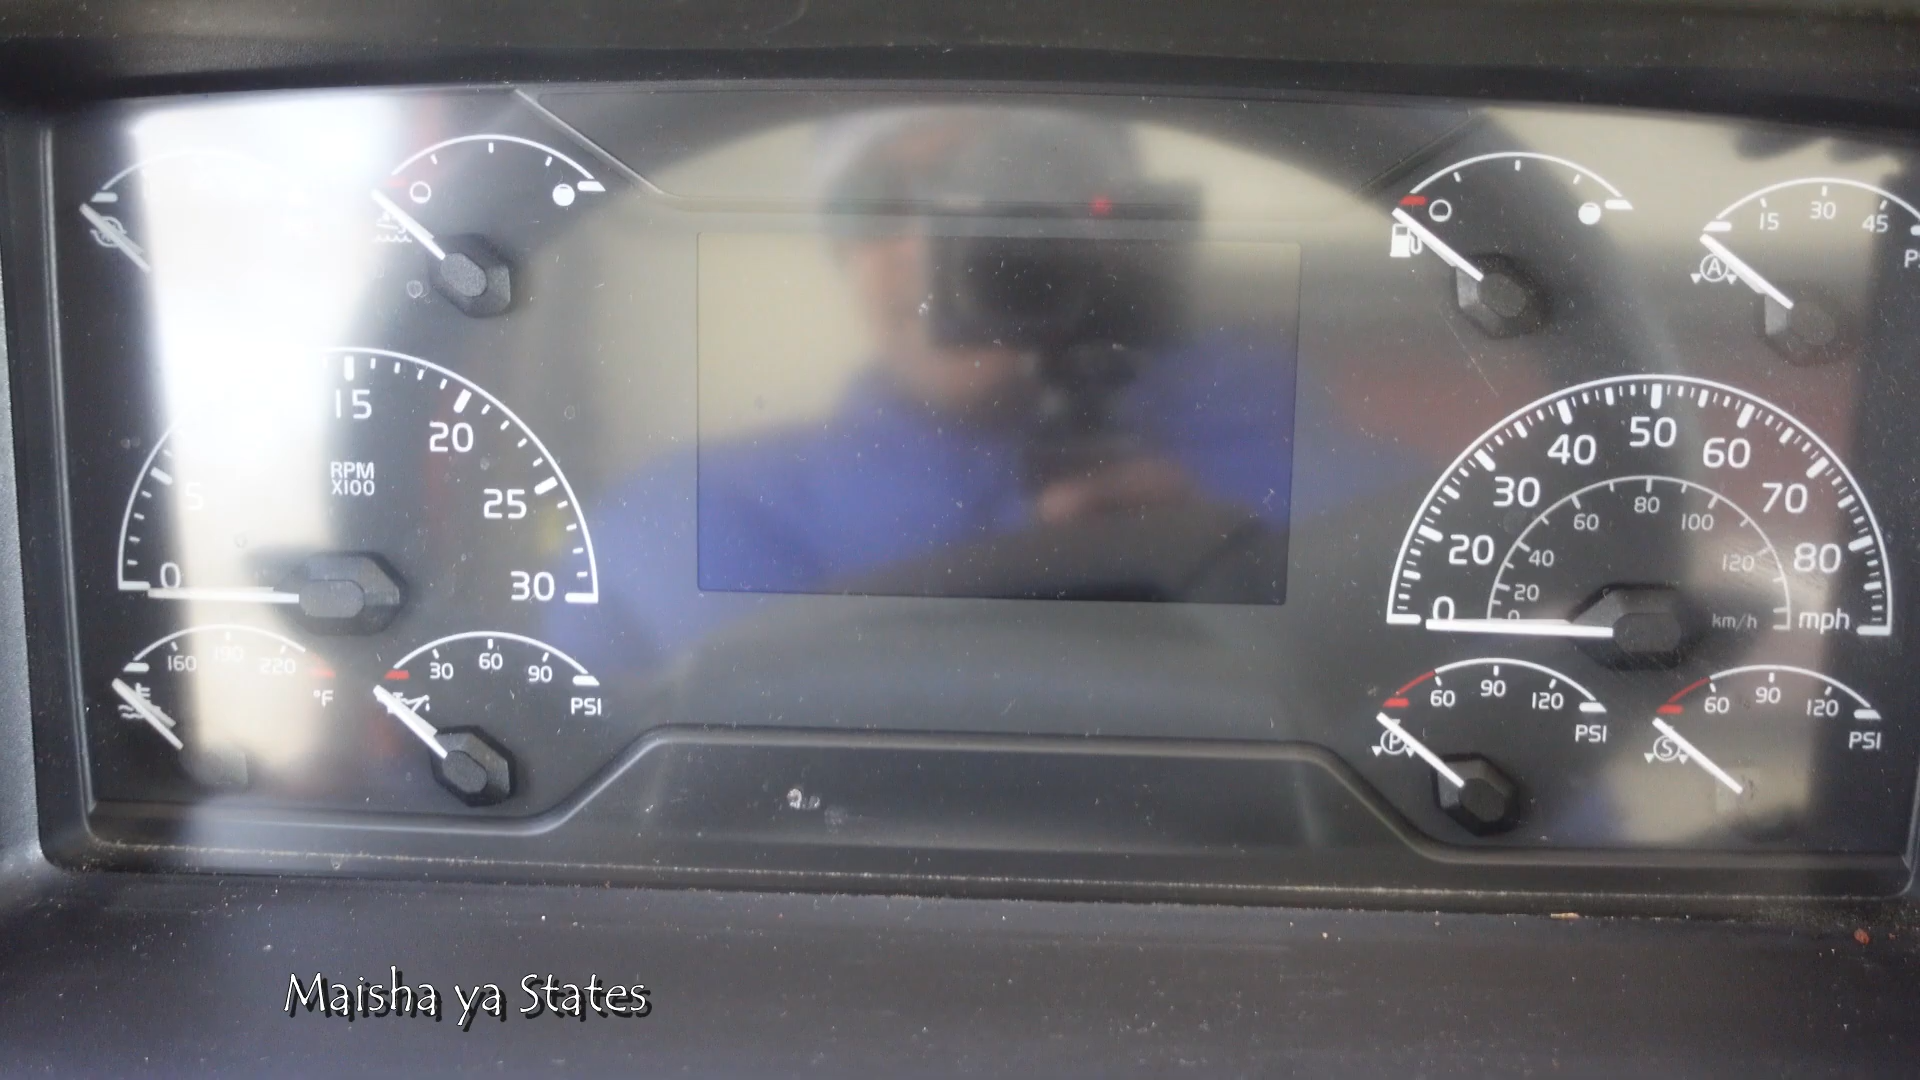 15 30 45
A
15
20
25
30
5
0
RPM
X100
50
40 60
30 70
20 80
0 mph
80
60 100
40 120
20
0 km/h
160 190 220
°F
30 60 90
PSI
60 90 120
PSI
P
60 90 120
PSI
S
Maisha ya States